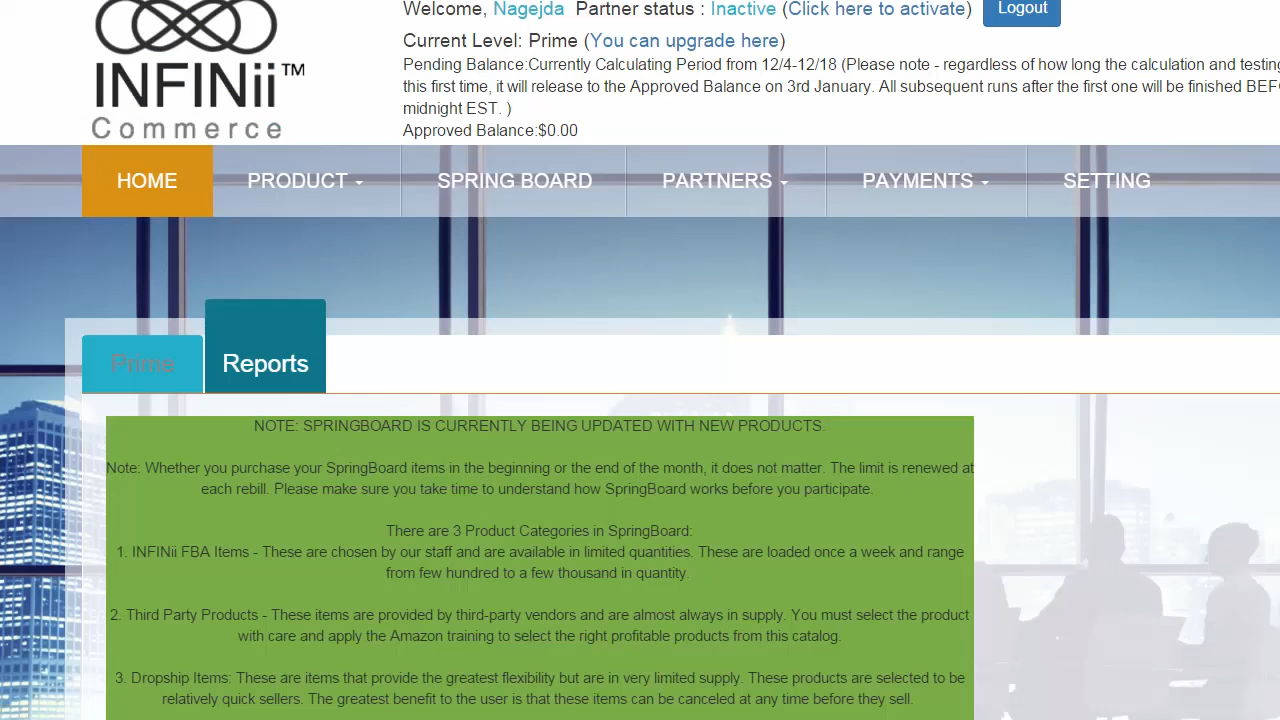 Welcome, Nagejda Partner status : Inactive (Click here to activate) Logout
INFINii™
Commerce
Current Level: Prime (You can upgrade here)
Pending Balance:Currently Calculating Period from 12/4-12/18 (Please note - regardless of how long the calculation and testing
this first time, it will release to the Approved Balance on 3rd January. All subsequent runs after the first one will be finished BEF
midnight EST. )
Approved Balance:$0.00
HOME PRODUCT SPRING BOARD PARTNERS PAYMENTS SETTING
Prime Reports
NOTE: SPRINGBOARD IS CURRENTLY BEING UPDATED WITH NEW PRODUCTS.
Note: Whether you purchase your SpringBoard items in the beginning or the end of the month, it does not matter. The limit is renewed at
each rebill. Please make sure you take time to understand how SpringBoard works before you participate.
There are 3 Product Categories in SpringBoard:
1. INFINii FBA Items - These are chosen by our staff and are available in limited quantities. These are loaded once a week and range
from few hundred to a few thousand in quantity.
2. Third Party Products - These items are provided by third-party vendors and are almost always in supply. You must select the product
with care and apply the Amazon training to select the right profitable products from this catalog.
3. Dropship Items: These are items that provide the greatest flexibility but are in very limited supply. These products are selected to be
relatively quick sellers. The greatest benefit to the user is that these items can be canceled at any time before they sell.